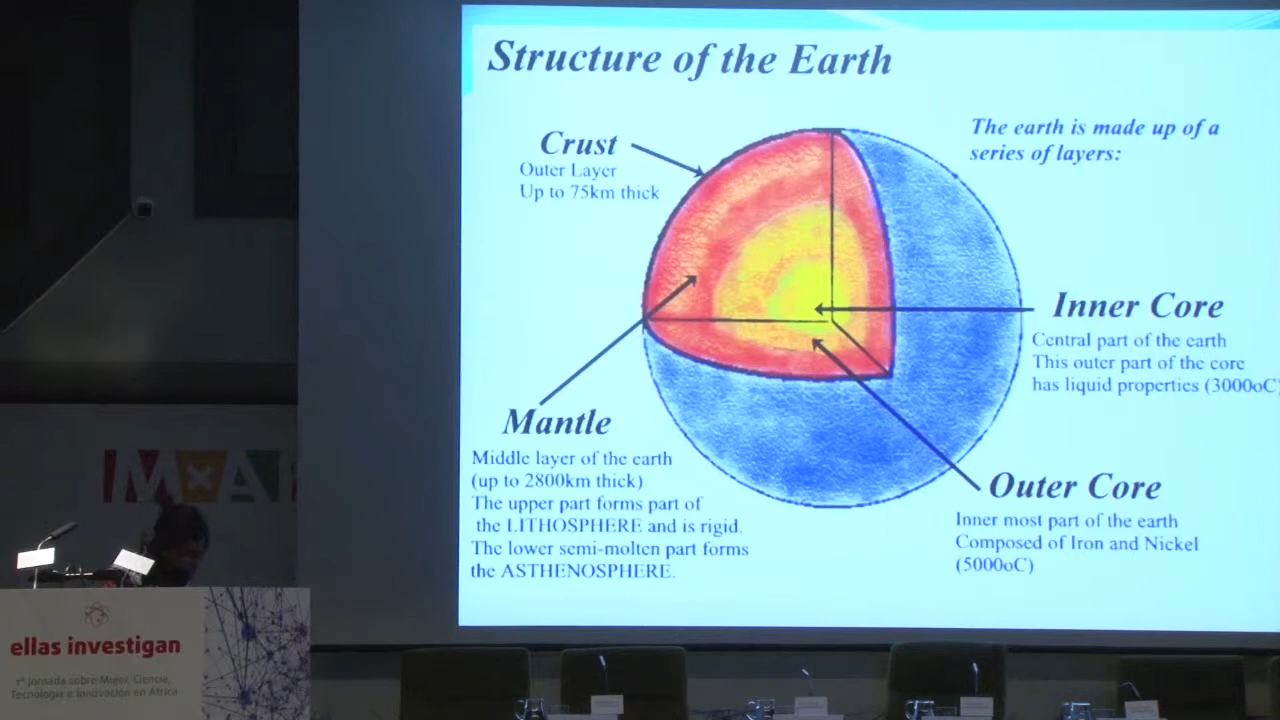 Structure of the Earth
The earth is made up of a
series of layers:
Crust
Outer Layer
Up to 75km thick
Inner Core
Central part of the earth
This outer part of the core
has liquid properties (3000oC)
Mantle
Middle layer of the earth
(up to 2800km thick)
The upper part forms part of
the LITHOSPHERE and is rigid.
The lower semi-molten part forms
the ASTHENOSPHERE.
Outer Core
Inner most part of the earth
Composed of Iron and Nickel
(5000oC)
M×A
ellas investigan
1ª Jornada sobre Mujer, Ciencia,
Tecnología e Innovación en África